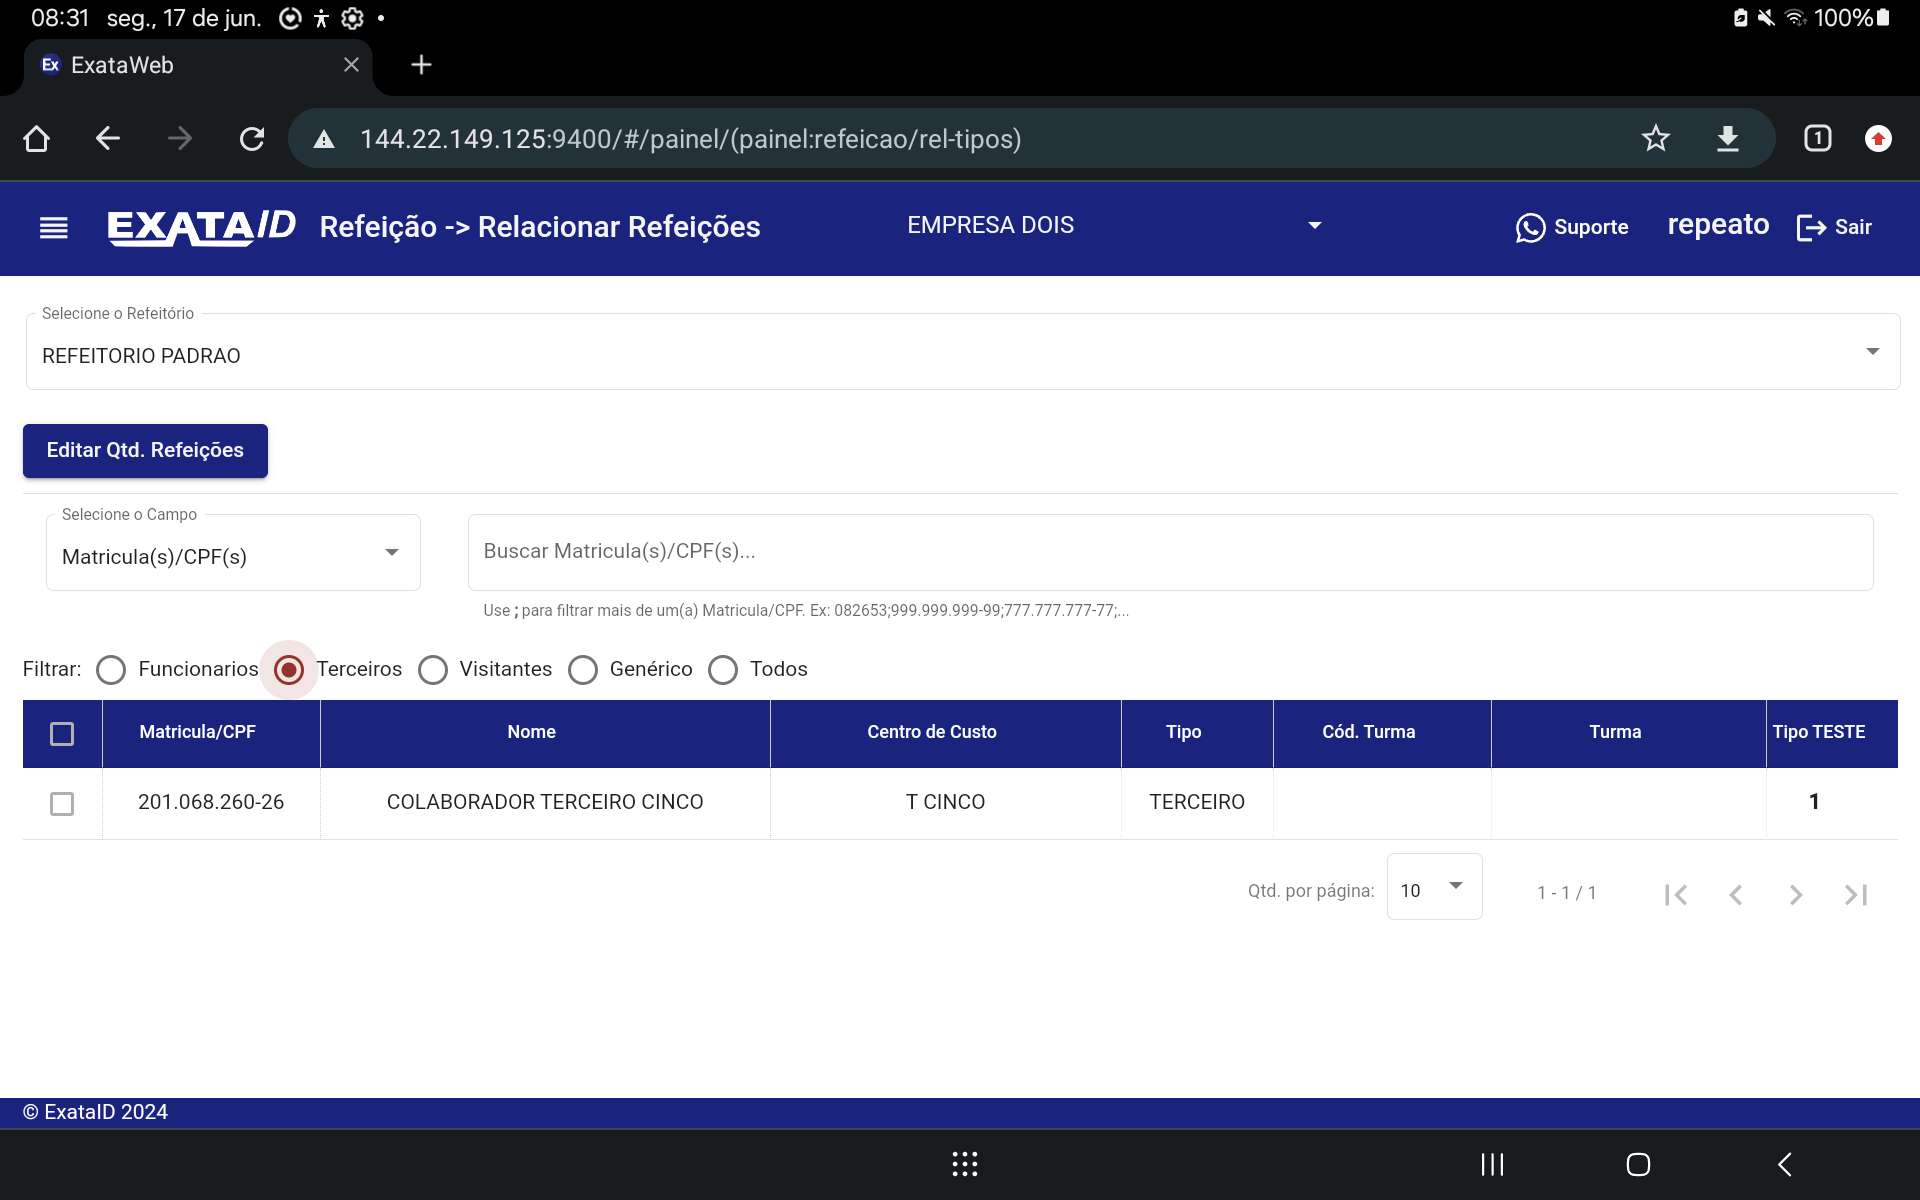 08:31 seg., 17 de jun. 100%
Ex ExataWeb
144.22.149.125:9400/#/painel/(painel:refeicao/rel-tipos) 1
EXATAID Refeição -> Relacionar Refeições EMPRESA DOIS Suporte repeato Sair
Selecione o Refeitório
REFEITORIO PADRAO
Editar Qtd. Refeições
Selecione o Campo
Matricula(s)/CPF(s) Buscar Matricula(s)/CPF(s)...
Use ; para filtrar mais de um(a) Matricula/CPF. Ex: 082653;999.999.999-99;777.777.777-77;...
Filtrar: Funcionarios Terceiros Visitantes Genérico Todos
Matricula/CPF Nome Centro de Custo Tipo Cód. Turma Turma Tipo TESTE
201.068.260-26 COLABORADOR TERCEIRO CINCO T CINCO TERCEIRO 1
Qtd. por página: 10 1 - 1 / 1
© ExataID 2024